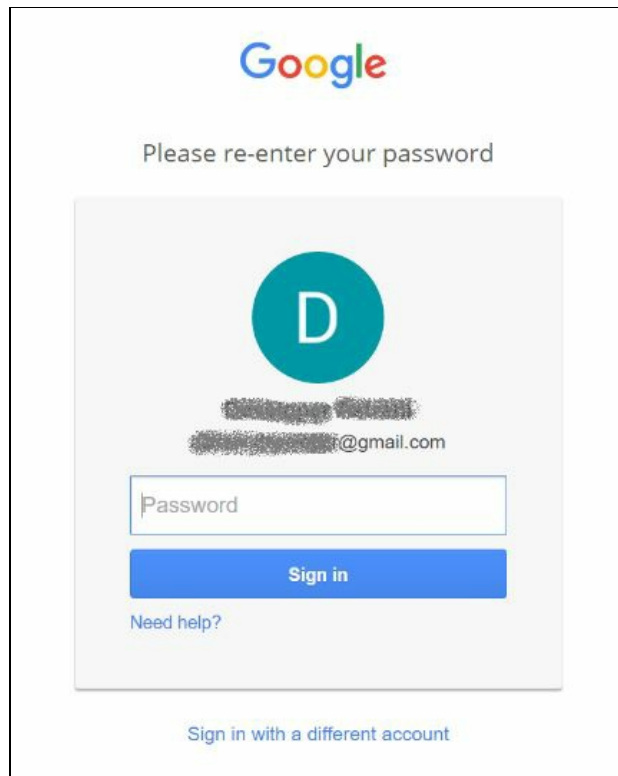 Google
Please re-enter your password
D
@gmail.com
Password
Sign in
Need help?
Sign in with a different account